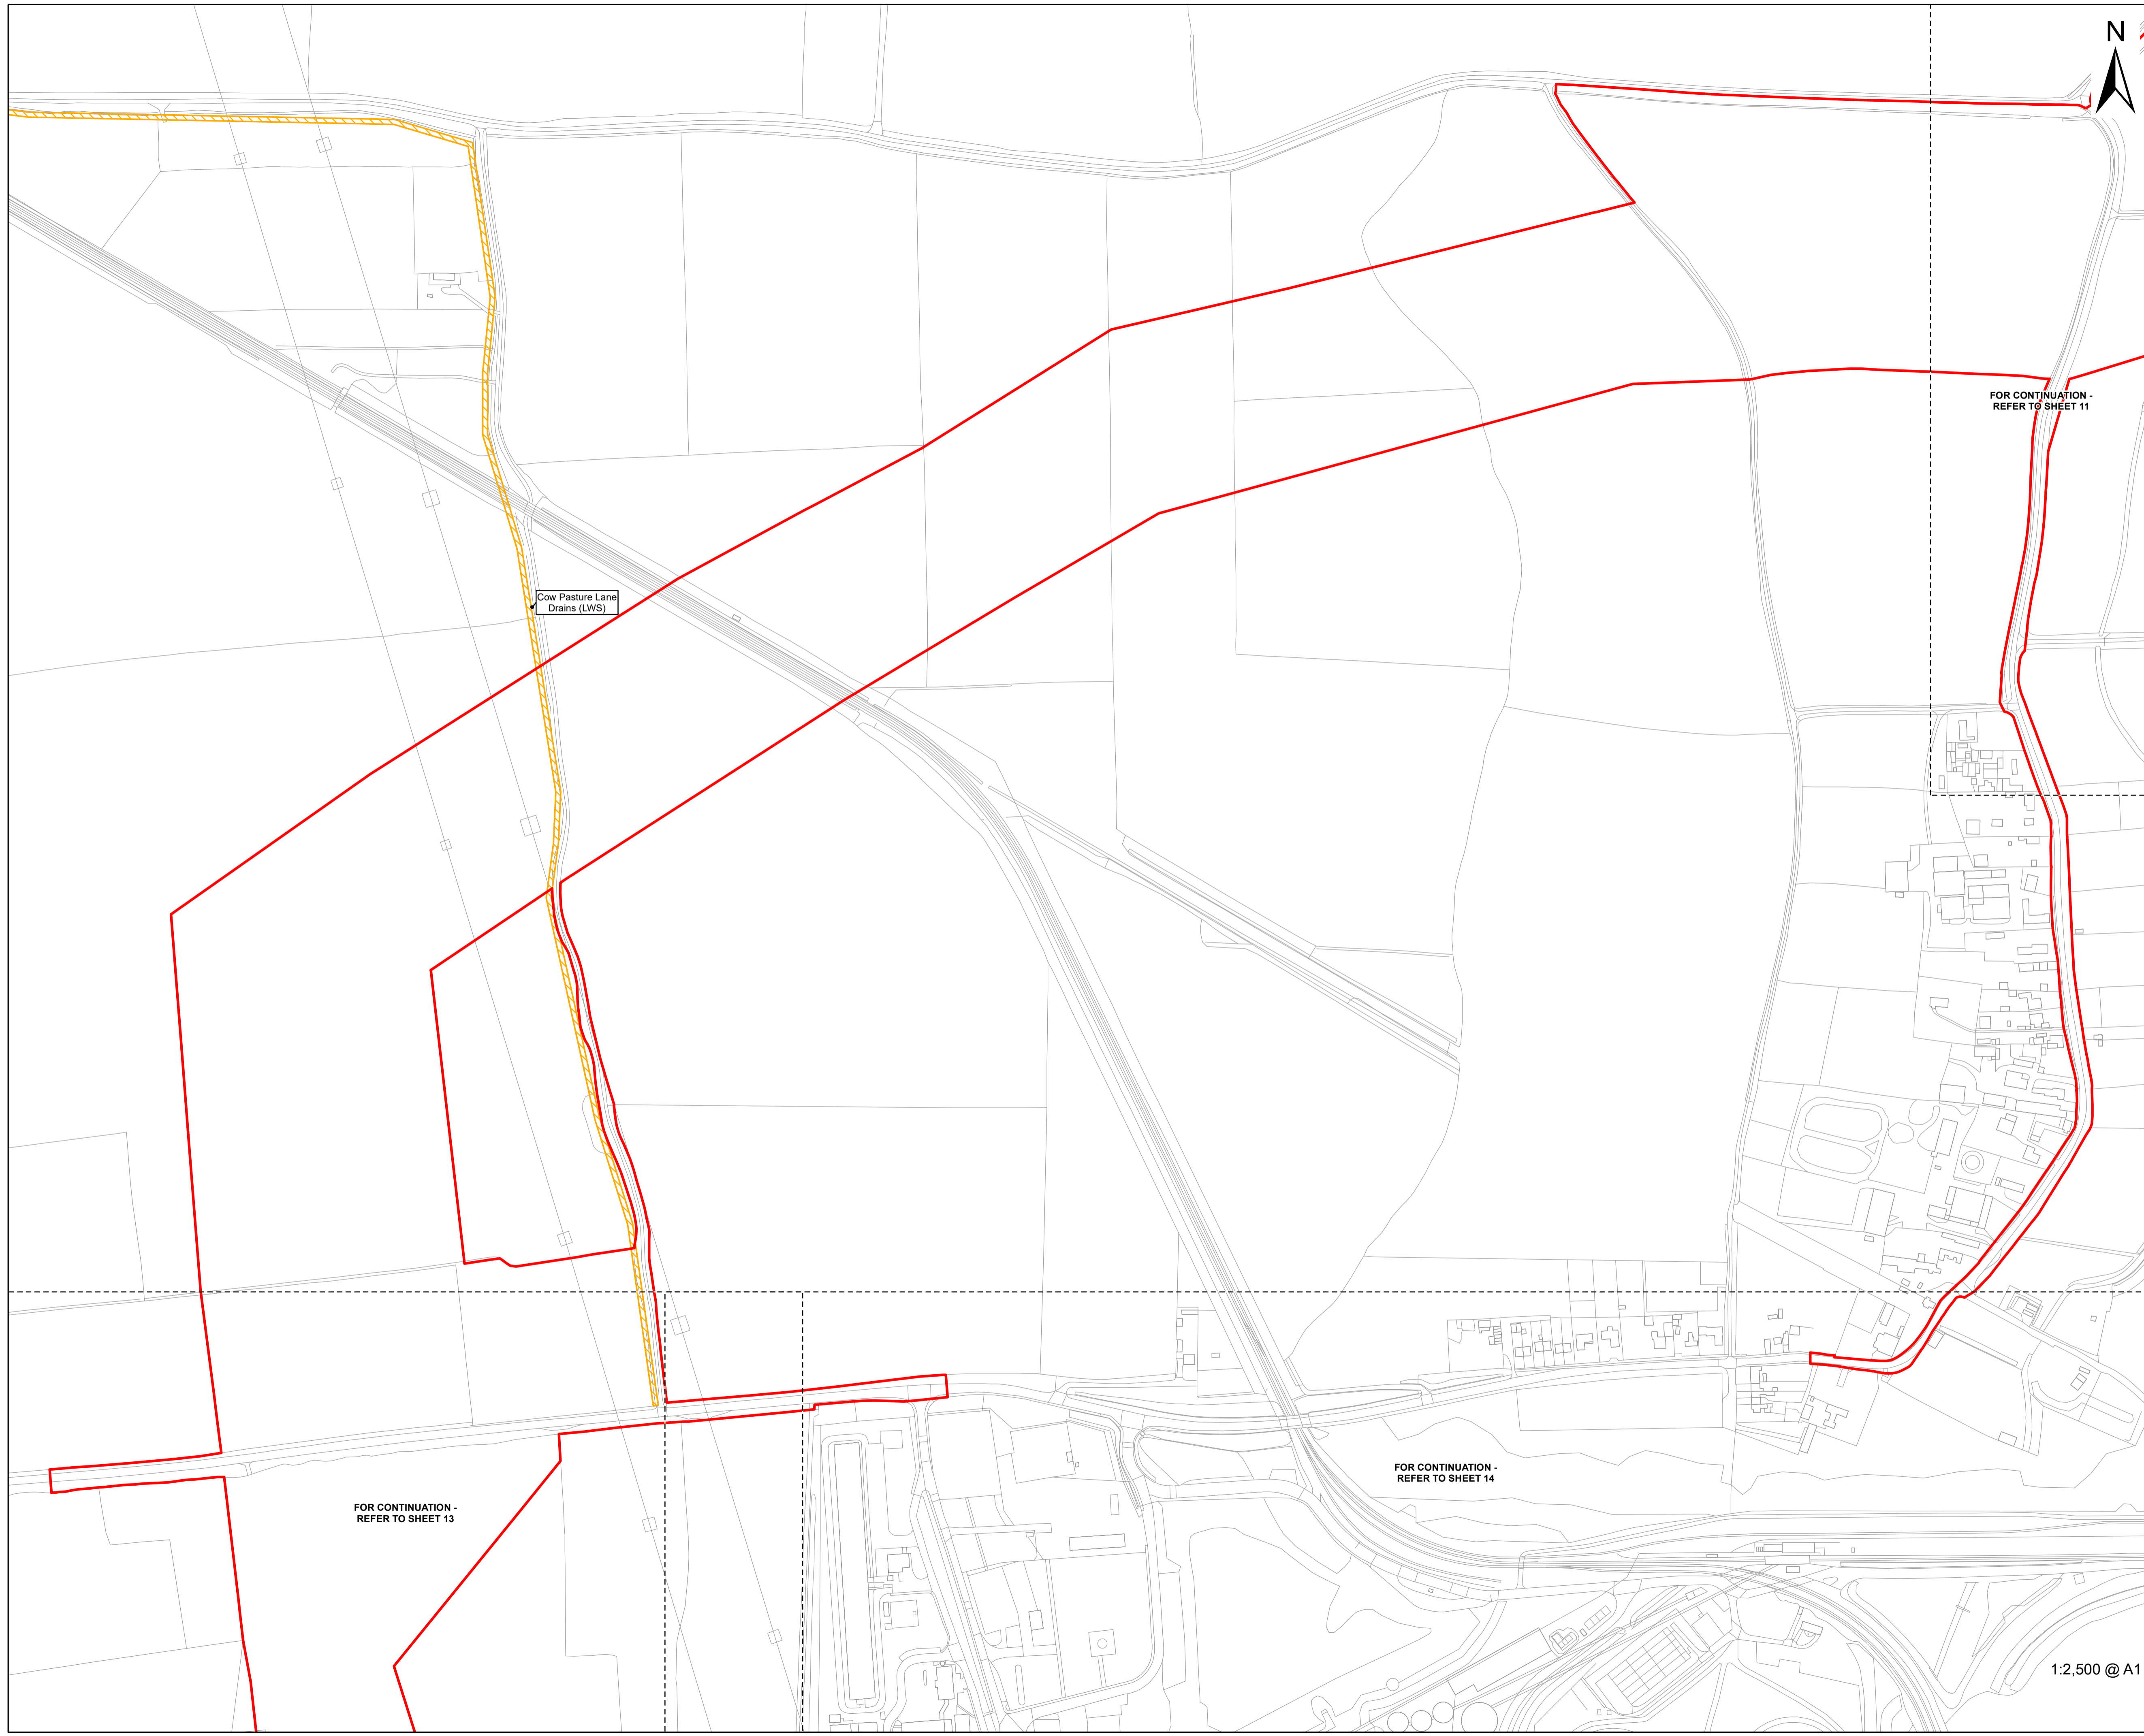 N
FOR CONTINUATION -
REFER TO SHEET 11
Cow Pasture Lane
Drains (LWS)
FOR CONTINUATION -
REFER TO SHEET 14
FOR CONTINUATION -
REFER TO SHEET 13
1:2,500 @ A1